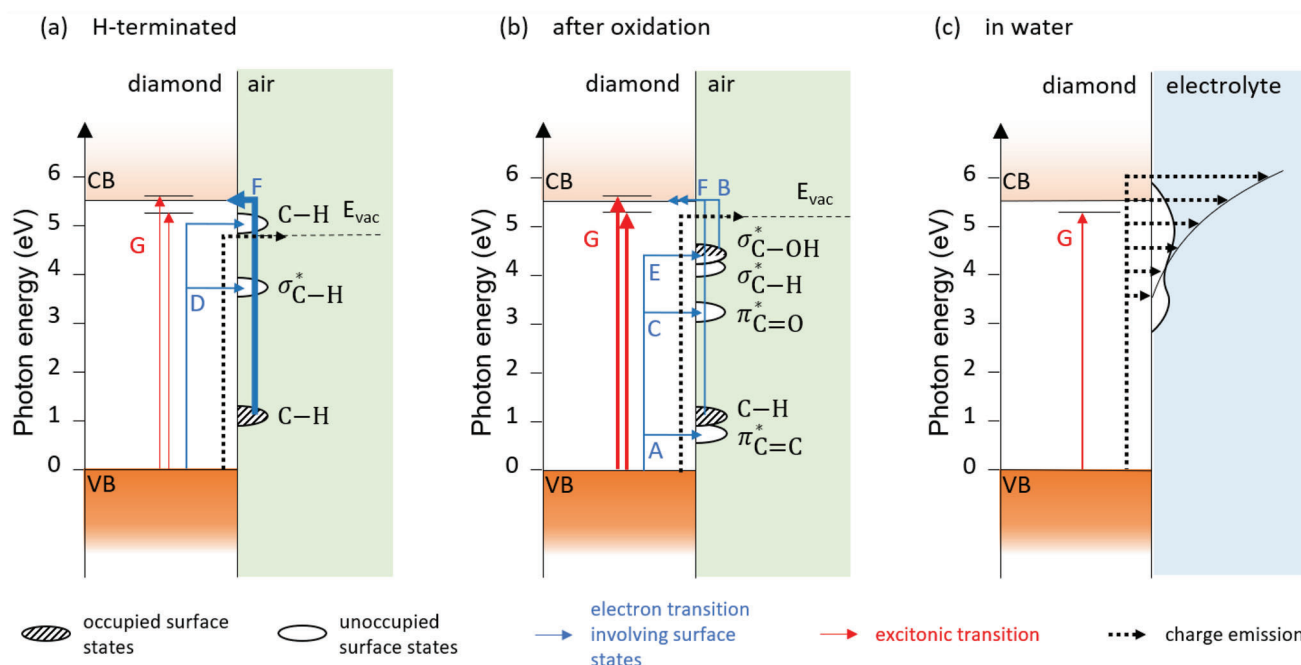 (a) H-terminated
diamond
air
Photon energy (eV)
6
5
4
3
2
1
0
CB
VB
G
D
F
C–H
E_vac
σ*_C–H
C–H
(b) after oxidation
diamond
air
Photon energy (eV)
6
5
4
3
2
1
0
CB
VB
G
F
B
E
C
A
E_vac
σ*_C–OH
σ*_C–H
π*_C=O
C–H
π*_C=C
(c) in water
diamond
electrolyte
Photon energy (eV)
6
5
4
3
2
1
0
CB
VB
G
occupied surface
states
unoccupied
surface states
electron transition
involving surface
states
excitonic transition
charge emission